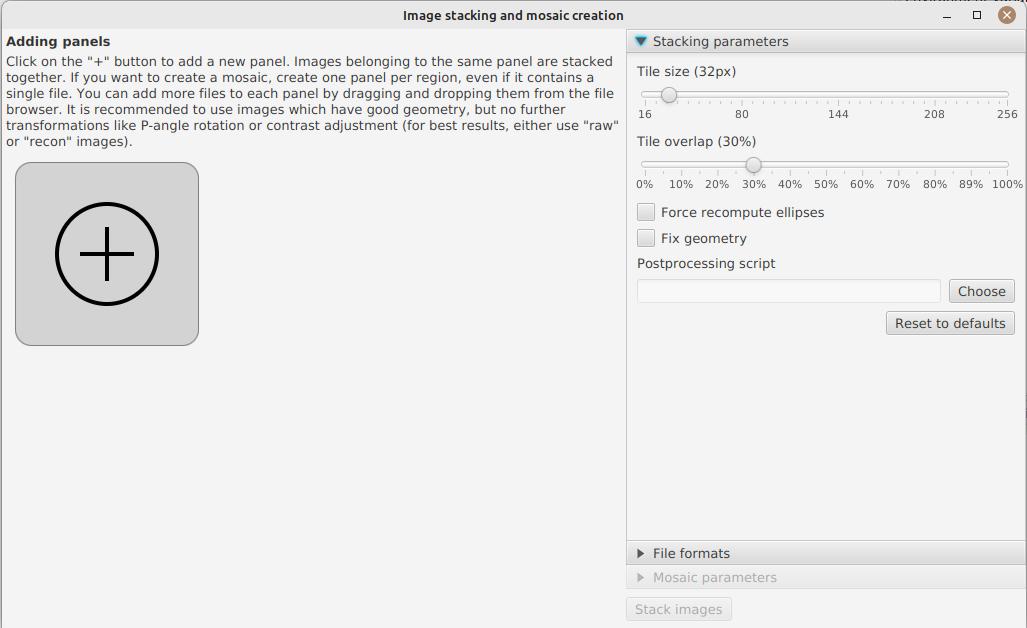 Image stacking and mosaic creation
Adding panels
Click on the "+" button to add a new panel. Images belonging to the same panel are stacked
together. If you want to create a mosaic, create one panel per region, even if it contains a
single file. You can add more files to each panel by dragging and dropping them from the file
browser. It is recommended to use images which have good geometry, but no further
transformations like P-angle rotation or contrast adjustment (for best results, either use "raw"
or "recon" images).
Stacking parameters
Tile size (32px)
16 80 144 208 256
Tile overlap (30%)
0% 10% 20% 30% 40% 50% 60% 70% 80% 89% 100%
Force recompute ellipses
Fix geometry
Postprocessing script
Choose
Reset to defaults
File formats
Mosaic parameters
Stack images